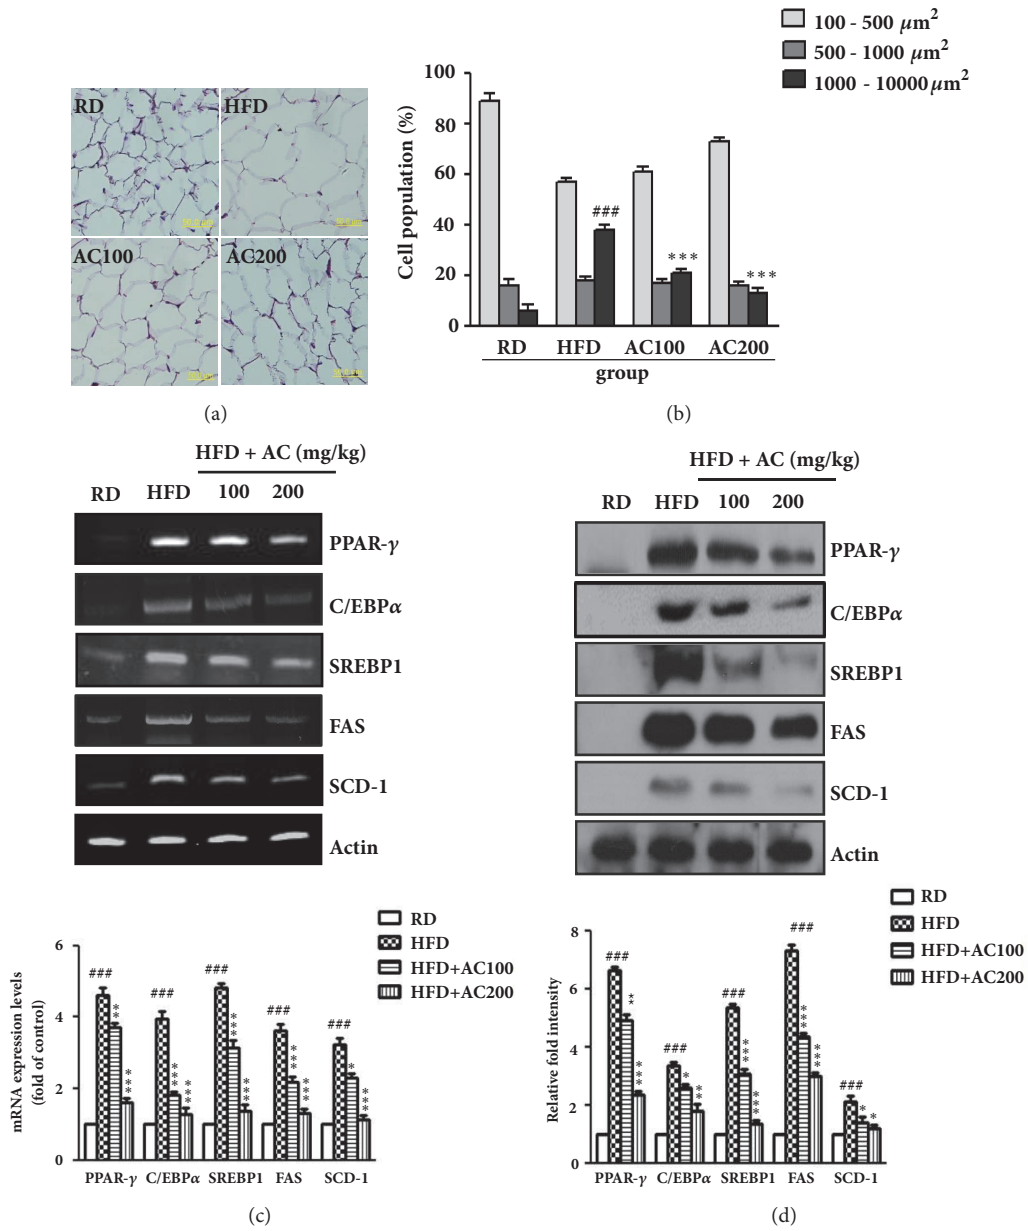 RD
HFD
AC100
AC200
(a)
100 - 500 μm²
500 - 1000 μm²
1000 - 10000 μm²
Cell population (%)
100
80
60
40
20
0
###
***
***
RD HFD AC100 AC200
group
(b)
HFD + AC (mg/kg)
RD HFD 100 200
PPAR-γ
C/EBPα
SREBP1
FAS
SCD-1
Actin
RD
HFD
HFD+AC100
HFD+AC200
mRNA expression levels
(fold of control)
6
4
2
0
### ** ***
### *** ***
### *** ***
### *** ***
### * ***
PPAR-γ C/EBPα SREBP1 FAS SCD-1
(c)
HFD + AC (mg/kg)
RD HFD 100 200
PPAR-γ
C/EBPα
SREBP1
FAS
SCD-1
Actin
RD
HFD
HFD+AC100
HFD+AC200
Relative fold intensity
8
6
4
2
0
### ** ***
### * **
### *** ***
### *** ***
### * *
PPAR-γ C/EBPα SREBP1 FAS SCD-1
(d)